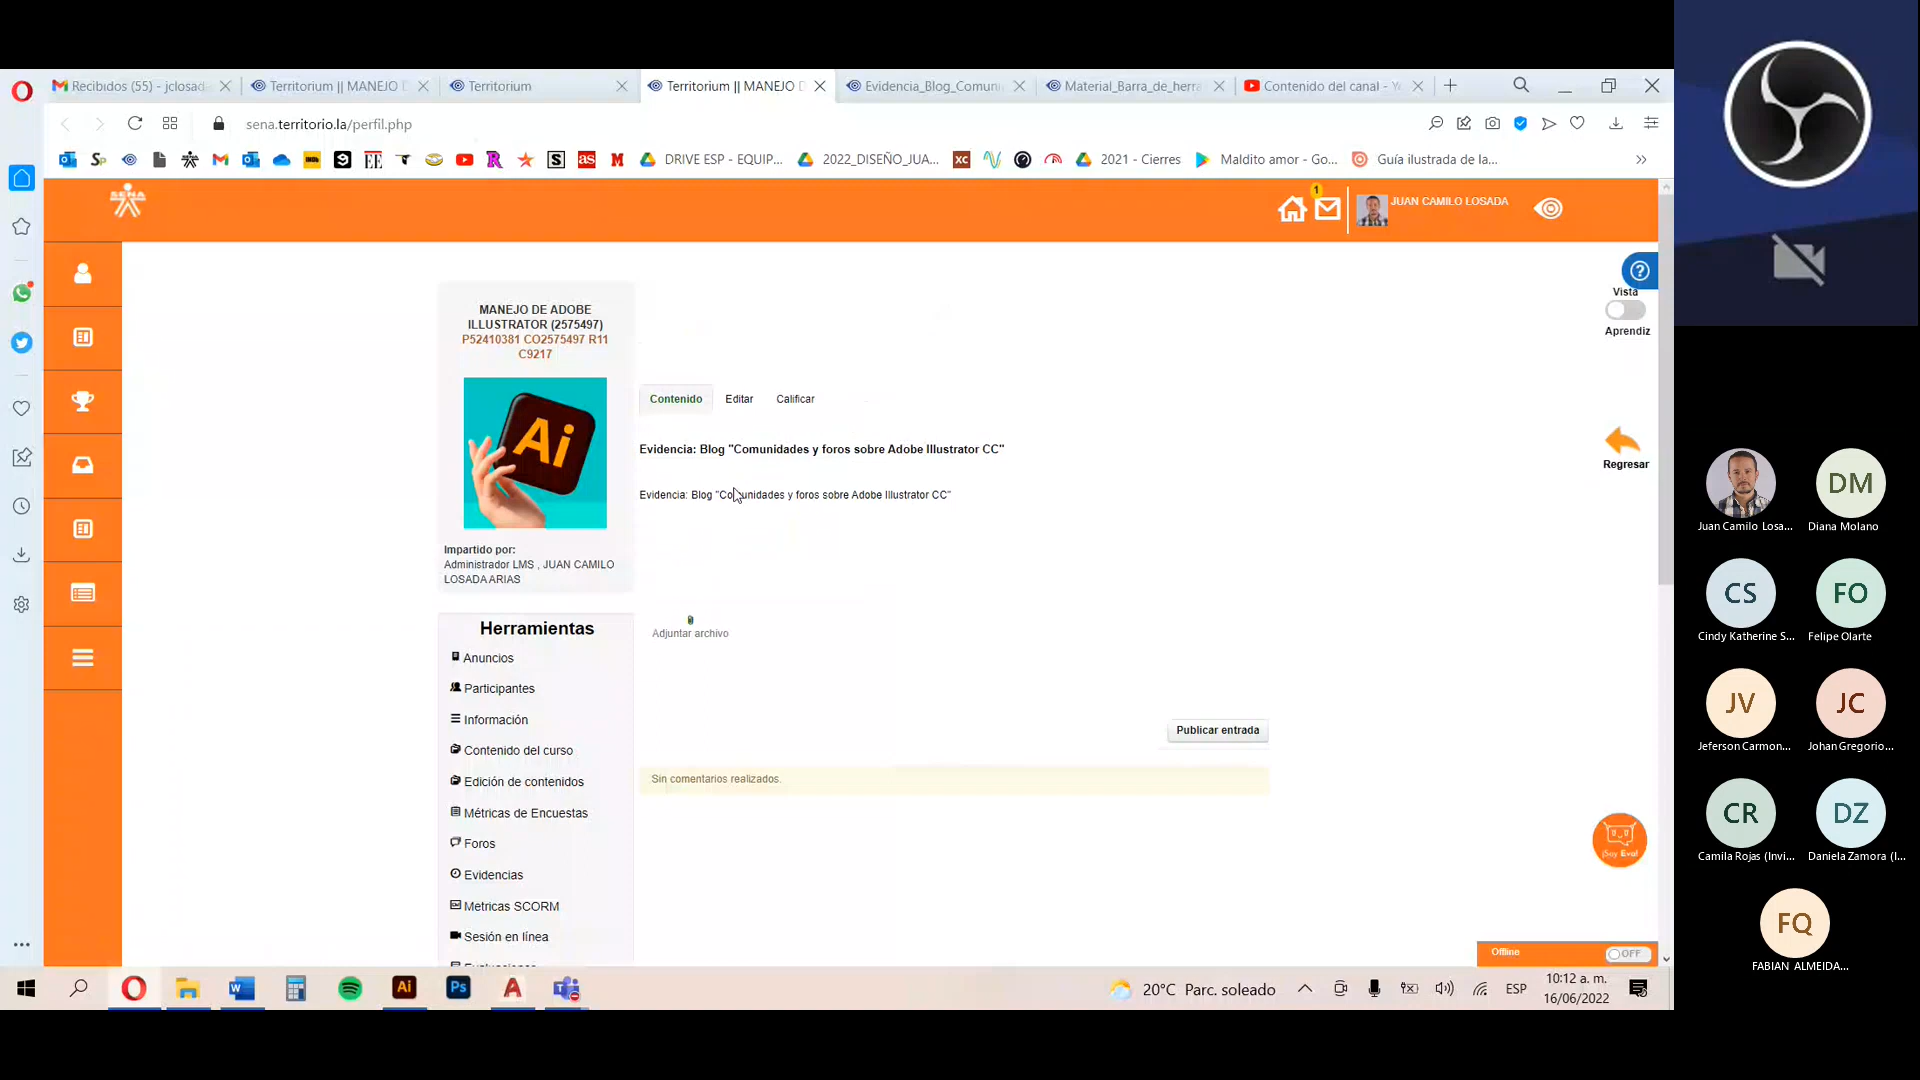 Recibidos (55) - jclosad
Territorium || MANEJO D
Territorium
Territorium || MANEJO D
Evidencia_Blog_Comuni
Material_Barra_de_herra
Contenido del canal - Y
sena.territorio.la/perfil.php
DRIVE ESP - EQUIP...
2022_DISEÑO_JUA...
2021 - Cierres
Maldito amor - Go...
Guía ilustrada de la...
SENA
1
JUAN CAMILO LOSADA
Vista
Aprendiz
Regresar
MANEJO DE ADOBE
ILLUSTRATOR (2575497)
P52410381 CO2575497 R11
C9217
Ai
Impartido por:
Administrador LMS , JUAN CAMILO
LOSADA ARIAS
Contenido
Editar
Calificar
Evidencia: Blog "Comunidades y foros sobre Adobe Illustrator CC"
Evidencia: Blog "Comunidades y foros sobre Adobe Illustrator CC"
Adjuntar archivo
Publicar entrada
Sin comentarios realizados.
Herramientas
Anuncios
Participantes
Información
Contenido del curso
Edición de contenidos
Métricas de Encuestas
Foros
Evidencias
Metricas SCORM
Sesión en línea
Evaluaciones
¡Soy Eva!
Offline
OFF
20°C Parc. soleado
ESP
10:12 a. m.
16/06/2022
Juan Camilo Losa...
DM
Diana Molano
CS
Cindy Katherine S...
FO
Felipe Olarte
JV
Jeferson Carmon...
JC
Johan Gregorio...
CR
Camila Rojas (Invi...
DZ
Daniela Zamora (I...
FQ
FABIAN ALMEIDA...